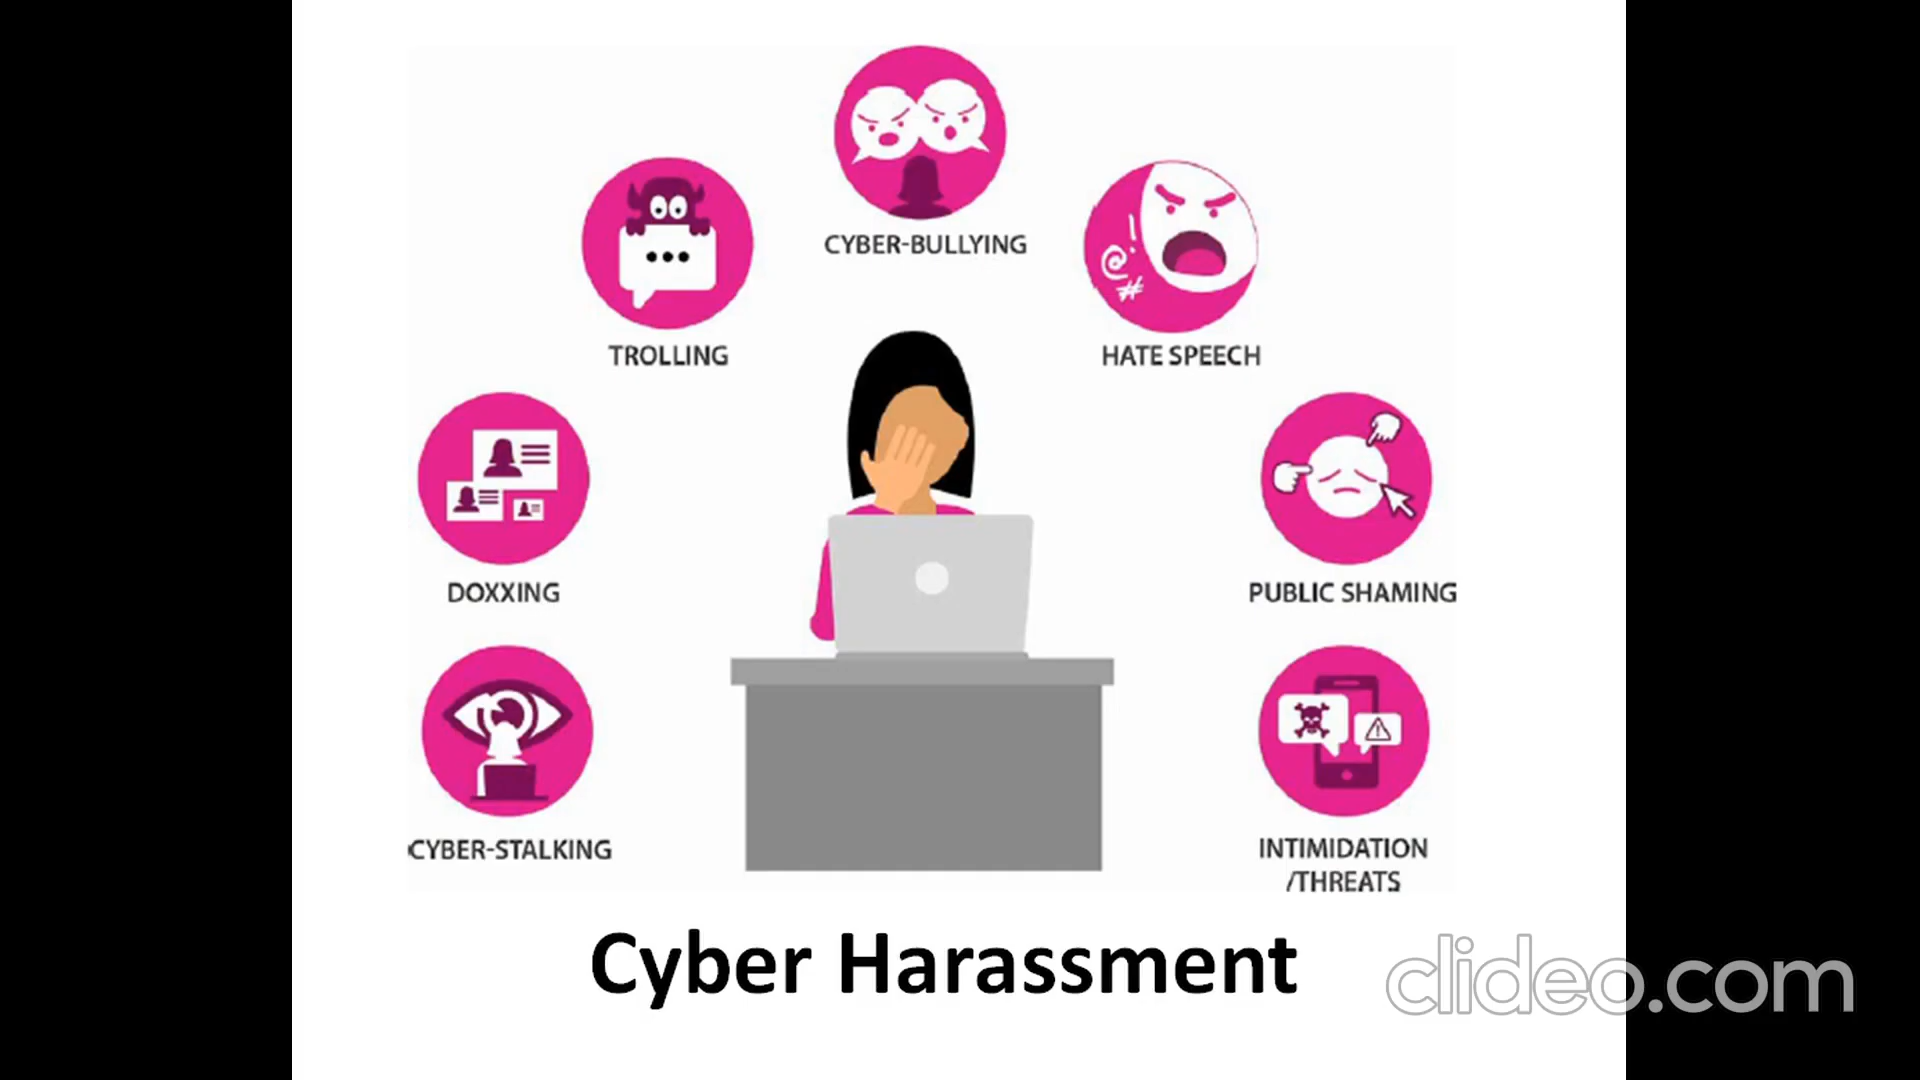 CYBER-BULLYING
TROLLING
HATE SPEECH
DOXXING
PUBLIC SHAMING
CYBER-STALKING
INTIMIDATION
/THREATS
Cyber Harassment
clideo.com